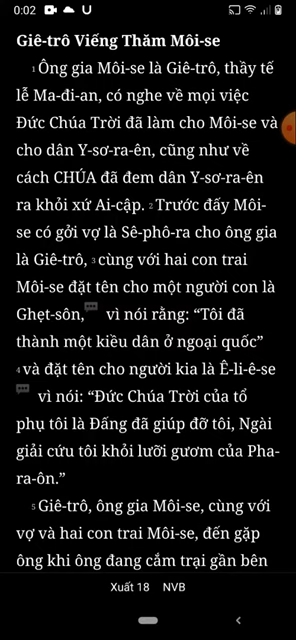 0:02
Giê-trô Viếng Thăm Môi-se
1 Ông gia Môi-se là Giê-trô, thầy tế
lễ Ma-đi-an, có nghe về mọi việc
Đức Chúa Trời đã làm cho Môi-se và
cho dân Y-sơ-ra-ên, cũng như về
cách CHÚA đã đem dân Y-sơ-ra-ên
ra khỏi xứ Ai-cập. 2 Trước đấy Môi-
se có gởi vợ là Sê-phô-ra cho ông gia
là Giê-trô, 3 cùng với hai con trai
Môi-se đặt tên cho một người con là
Ghẹt-sôn, vì nói rằng: “Tôi đã
thành một kiều dân ở ngoại quốc”
4 và đặt tên cho người kia là Ê-li-ê-se
vì nói: “Đức Chúa Trời của tổ
phụ tôi là Đấng đã giúp đỡ tôi, Ngài
giải cứu tôi khỏi lưỡi gươm của Pha-
ra-ôn.”
5 Giê-trô, ông gia Môi-se, cùng với
vợ và hai con trai Môi-se, đến gặp
ông khi ông đang cắm trại gần bên
Xuất 18 NVB